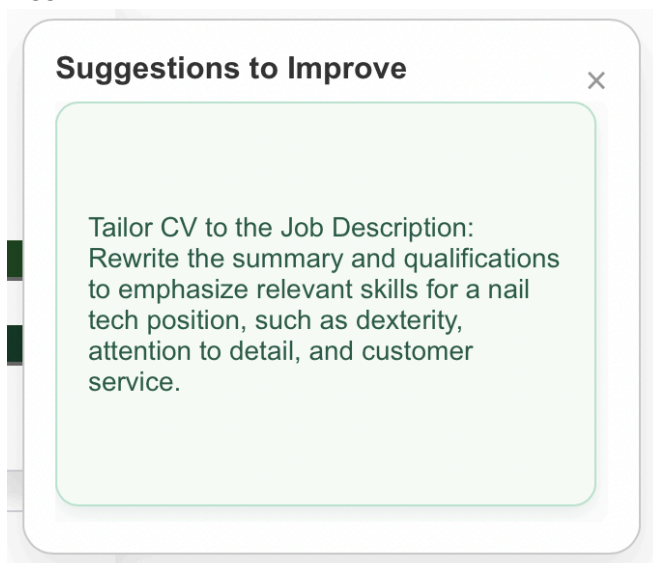 Suggestions to Improve
×
Tailor CV to the Job Description:
Rewrite the summary and qualifications
to emphasize relevant skills for a nail
tech position, such as dexterity,
attention to detail, and customer
service.